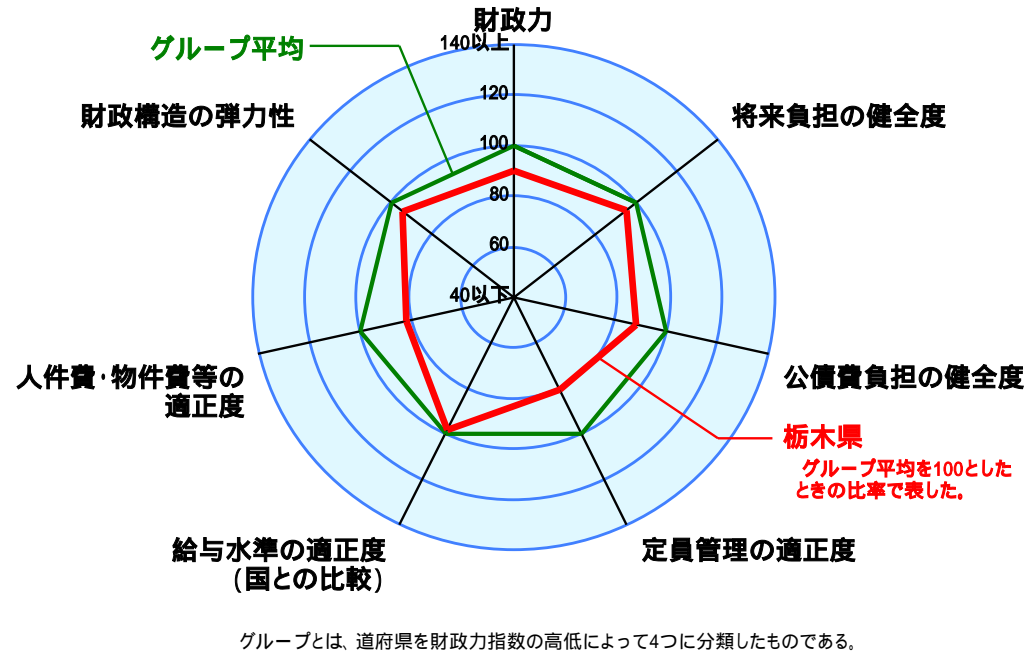 財政力
140以上
グループ平均
120
財政構造の弾力性
将来負担の健全度
100
80
60
40以下
人件費・物件費等の
適正度
公債費負担の健全度
栃木県
グループ平均を100とした
ときの比率で表した。
給与水準の適正度
(国との比較)
定員管理の適正度
グループとは、道府県を財政力指数の高低によって4つに分類したものである。